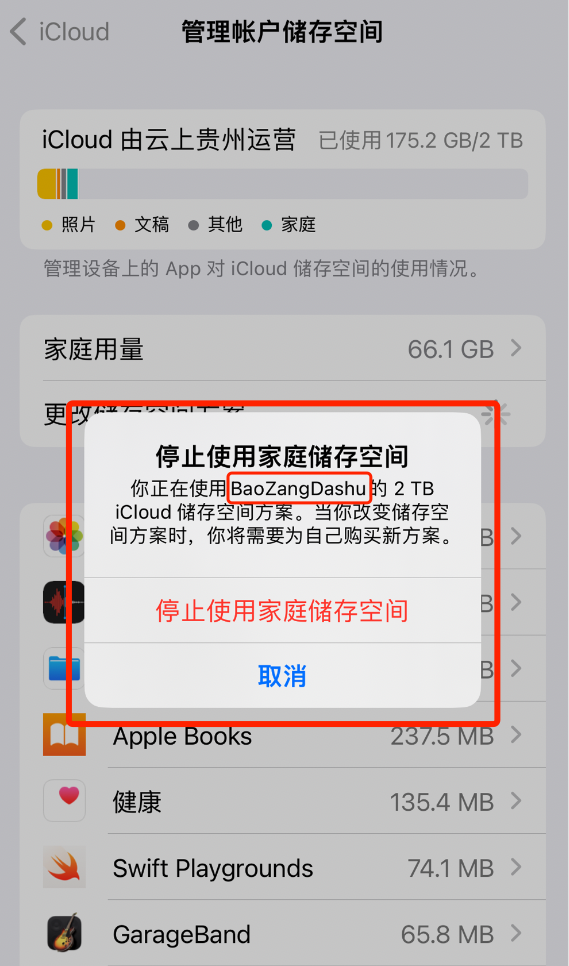 iCloud
管理帐户储存空间
iCloud 由云上贵州运营
已使用 175.2 GB/2 TB
照片
文稿
其他
家庭
管理设备上的 App 对 iCloud 储存空间的使用情况。
家庭用量
66.1 GB
更改储存空间方案
停止使用家庭储存空间
你正在使用 BaoZangDashu 的 2 TB
iCloud 储存空间方案。当你改变储存空
间方案时，你将需要为自己购买新方案。
B
B
停止使用家庭储存空间
B
取消
Apple Books
237.5 MB
健康
135.4 MB
Swift Playgrounds
74.1 MB
GarageBand
65.8 MB